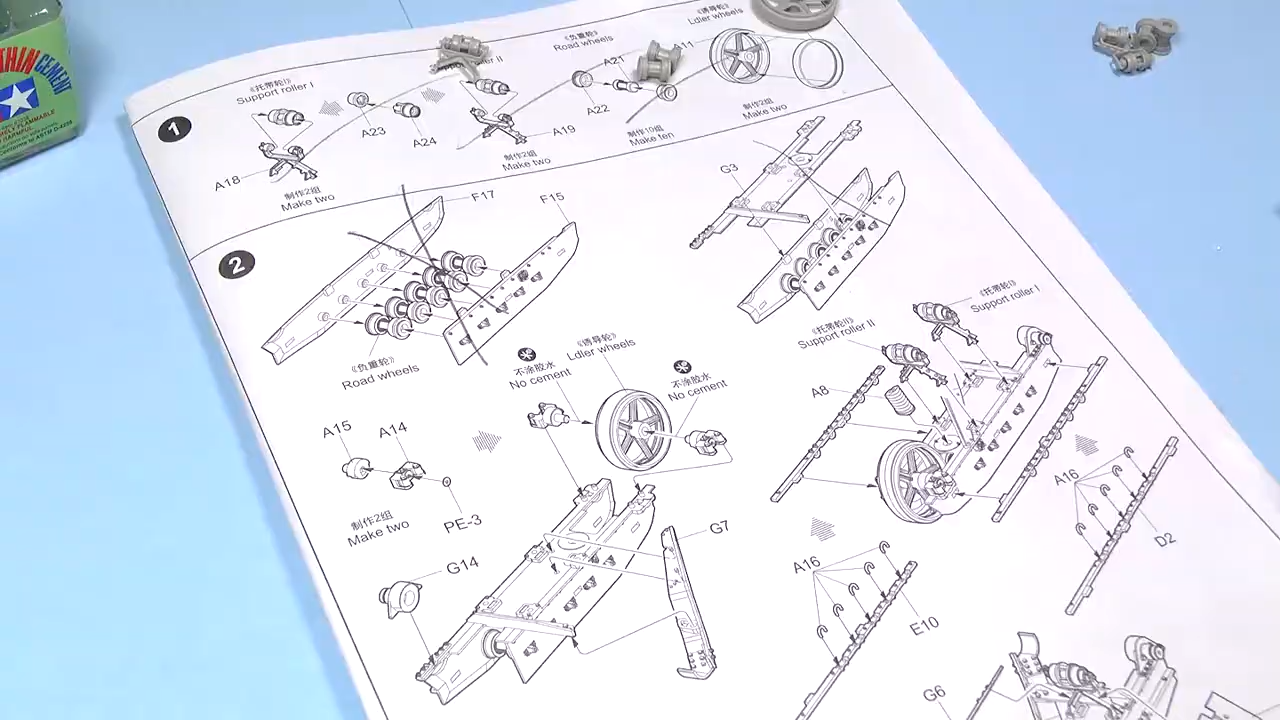 THIN CEMENT
1
《托带轮I》
Support roller I
A18
制作2组
Make two
A23
A24
A19
制作2组
Make two
《负重轮》
Road wheels
A21
A22
制作10组
Make ten
《诱导轮》
Ldler wheels
制作2组
Make two
2
F17
F15
《负重轮》
Road wheels
G3
不涂胶水
No cement
《诱导轮》
Ldler wheels
不涂胶水
No cement
A15
A14
制作2组
Make two
PE-3
G14
G7
《托带轮II》
Support roller II
《托带轮I》
Support roller I
A8
A16
D2
A16
E10
G6